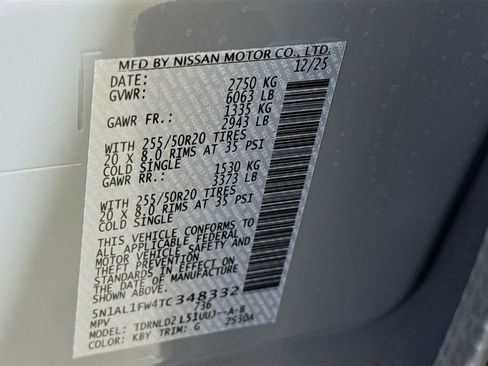 MFD BY NISSAN MOTOR CO., LTD.
DATE: 12/25
GVWR: 2750 KG
6063 LB
GAWR FR.: 1335 KG
2943 LB
WITH 255/50R20 TIRES
20 X 8.0 RIMS AT 35 PSI
COLD SINGLE
GAWR RR.: 1530 KG
3373 LB
WITH 255/50R20 TIRES
20 X 8.0 RIMS AT 35 PSI
COLD SINGLE
THIS VEHICLE CONFORMS TO
ALL APPLICABLE FEDERAL
MOTOR VEHICLE SAFETY AND
THEFT PREVENTION
STANDARDS IN EFFECT ON
THE DATE OF MANUFACTURE
SHOWN ABOVE.
5N1AL1FW4TC348332
MPV 736
MODEL: TDRNLD2 L51UUJ--A-8
COLOR: KBY TRIM: G 2S30A